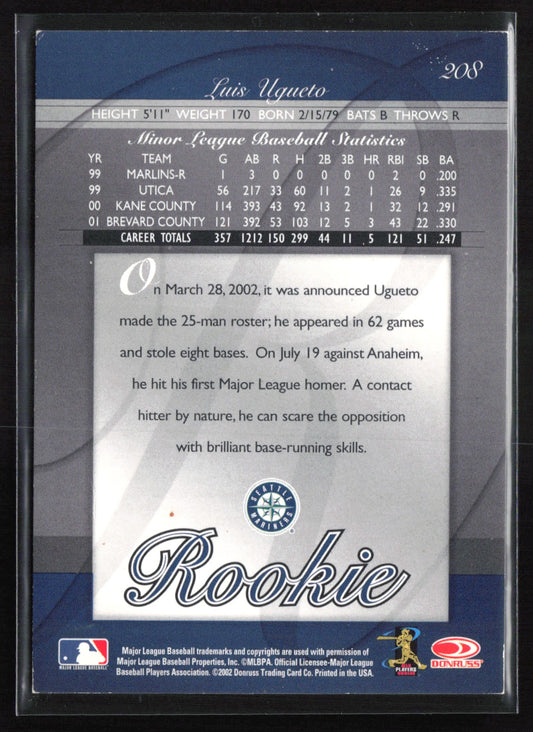 208
Luis Ugueto
HEIGHT 5'11" WEIGHT 170 BORN 2/15/79 BATS B THROWS R
Minor League Baseball Statistics
YR TEAM G AB R H 2B 3B HR RBI SB BA
99 MARLINS-R 1 3 0 0 0 0 0 2 0 .200
99 UTICA 56 217 33 60 11 2 1 26 9 .335
00 KANE COUNTY 114 393 43 92 13 2 1 32 12 .291
01 BREVARD COUNTY 121 392 53 103 12 5 3 43 22 .330
CAREER TOTALS 357 1212 150 299 44 11 5 121 51 .247
On March 28, 2002, it was announced Ugueto
made the 25-man roster; he appeared in 62 games
and stole eight bases. On July 19 against Anaheim,
he hit his first Major League homer. A contact
hitter by nature, he can scare the opposition
with brilliant base-running skills.
SEATTLE
MARINERS
Rookie
Major League Baseball trademarks and copyrights are used with permission of
Major League Baseball Properties, Inc. ©MLBPA. Official Licensee-Major League
Baseball Players Association. ©2002 Donruss Trading Card Co. Printed in the USA.
MAJOR LEAGUE BASEBALL
PLAYERS
CHOICE
DONRUSS